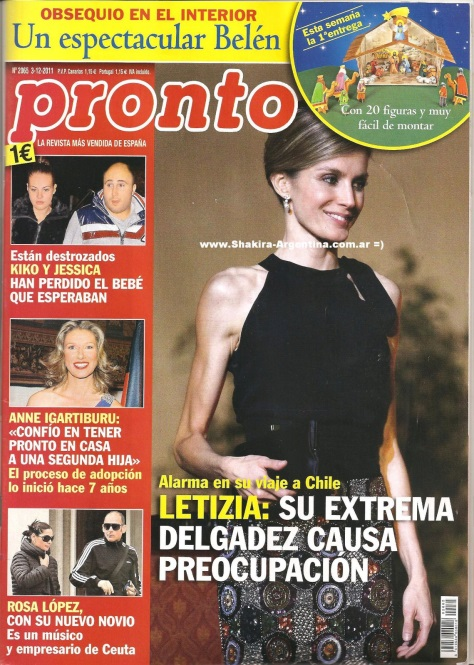 OBSEQUIO EN EL INTERIOR
Un espectacular Belén
Esta semana
la 1ª entrega
Con 20 figuras y muy
fácil de montar
Nº 2065 3-12-2011 P.V.P. Canarias: 1,15 € Portugal: 1,15 € IVA incluido.
pronto
1€
LA REVISTA MÁS VENDIDA DE ESPAÑA
www.Shakira-Argentina.com.ar =)
Están destrozados
KIKO Y JESSICA
HAN PERDIDO EL BEBÉ
QUE ESPERABAN
ANNE IGARTIBURU:
«CONFÍO EN TENER
PRONTO EN CASA
A UNA SEGUNDA HIJA»
El proceso de adopción
lo inició hace 7 años
Alarma en su viaje a Chile
LETIZIA: SU EXTREMA
DELGADEZ CAUSA
PREOCUPACIÓN
ROSA LÓPEZ,
CON SU NUEVO NOVIO
Es un músico
y empresario de Ceuta